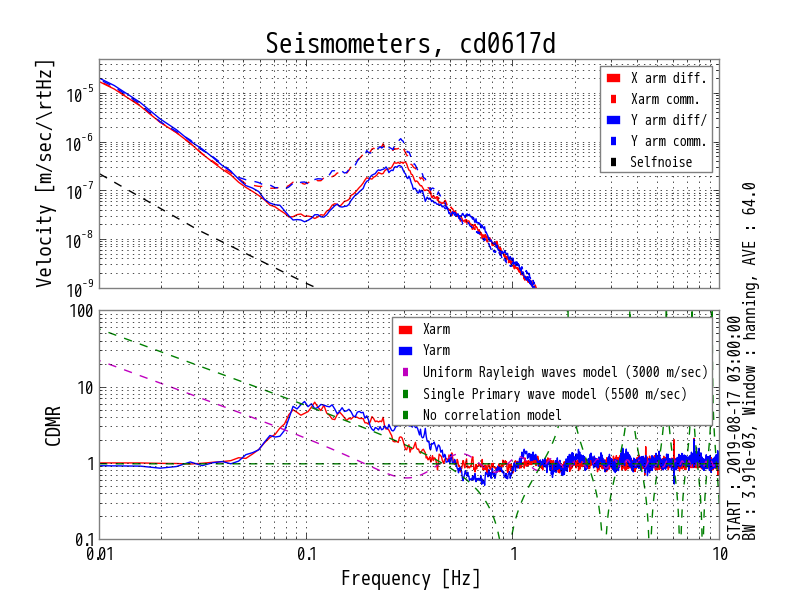 Seismometers, cd0617d
Velocity [m/sec/\rtHz]
10^-5
10^-6
10^-7
10^-8
10^-9
X arm diff.
Xarm comm.
Y arm diff/
Y arm comm.
Selfnoise
CDMR
100
10
1
0.1
Xarm
Yarm
Uniform Rayleigh waves model (3000 m/sec)
Single Primary wave model (5500 m/sec)
No correlation model
0.01
0.1
1
10
Frequency [Hz]
START : 2019-08-17 03:00:00
BW : 3.91e-03, Window : hanning, AVE : 64.0